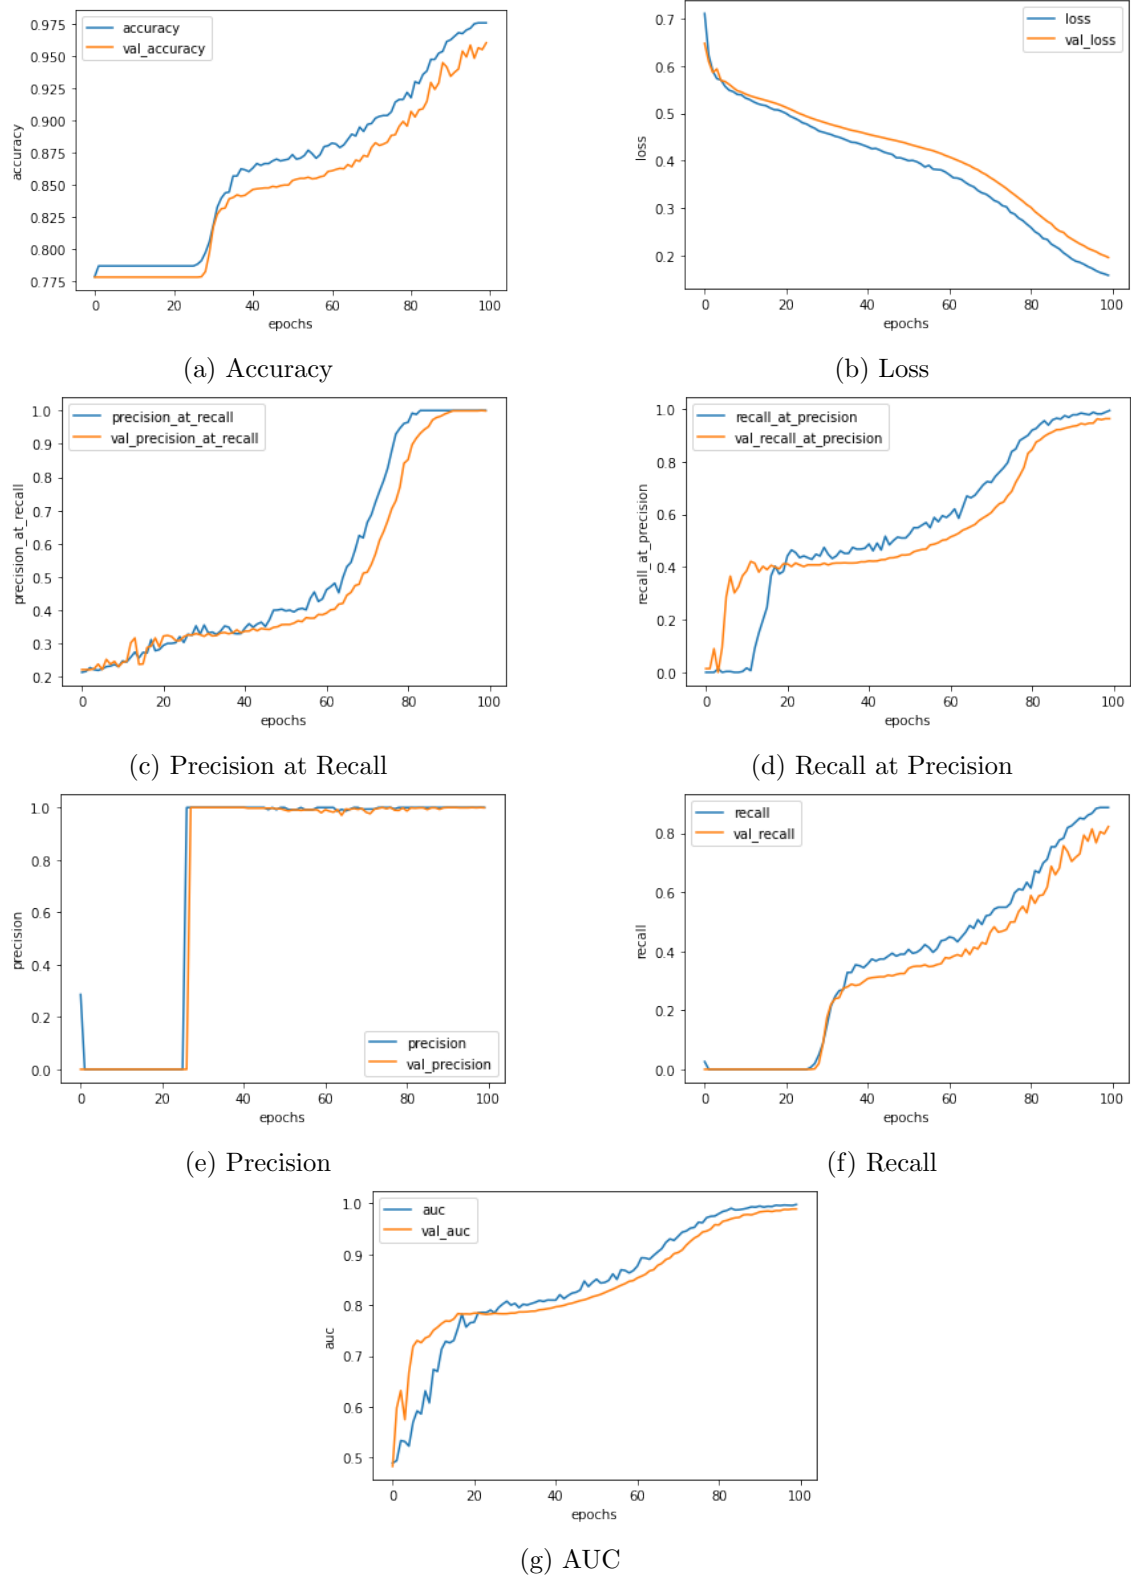 accuracy
val_accuracy
0.975
0.950
0.925
0.900
0.875
0.850
0.825
0.800
0.775
accuracy
0 20 40 60 80 100
epochs
(a) Accuracy
loss
val_loss
0.7
0.6
0.5
0.4
0.3
0.2
loss
0 20 40 60 80 100
epochs
(b) Loss
precision_at_recall
val_precision_at_recall
1.0
0.9
0.8
0.7
0.6
0.5
0.4
0.3
0.2
precision_at_recall
0 20 40 60 80 100
epochs
(c) Precision at Recall
recall_at_precision
val_recall_at_precision
1.0
0.8
0.6
0.4
0.2
0.0
recall_at_precision
0 20 40 60 80 100
epochs
(d) Recall at Precision
1.0
0.8
0.6
0.4
0.2
0.0
precision
precision
val_precision
0 20 40 60 80 100
epochs
(e) Precision
recall
val_recall
0.8
0.6
0.4
0.2
0.0
recall
0 20 40 60 80 100
epochs
(f) Recall
auc
val_auc
1.0
0.9
0.8
0.7
0.6
0.5
auc
0 20 40 60 80 100
epochs
(g) AUC